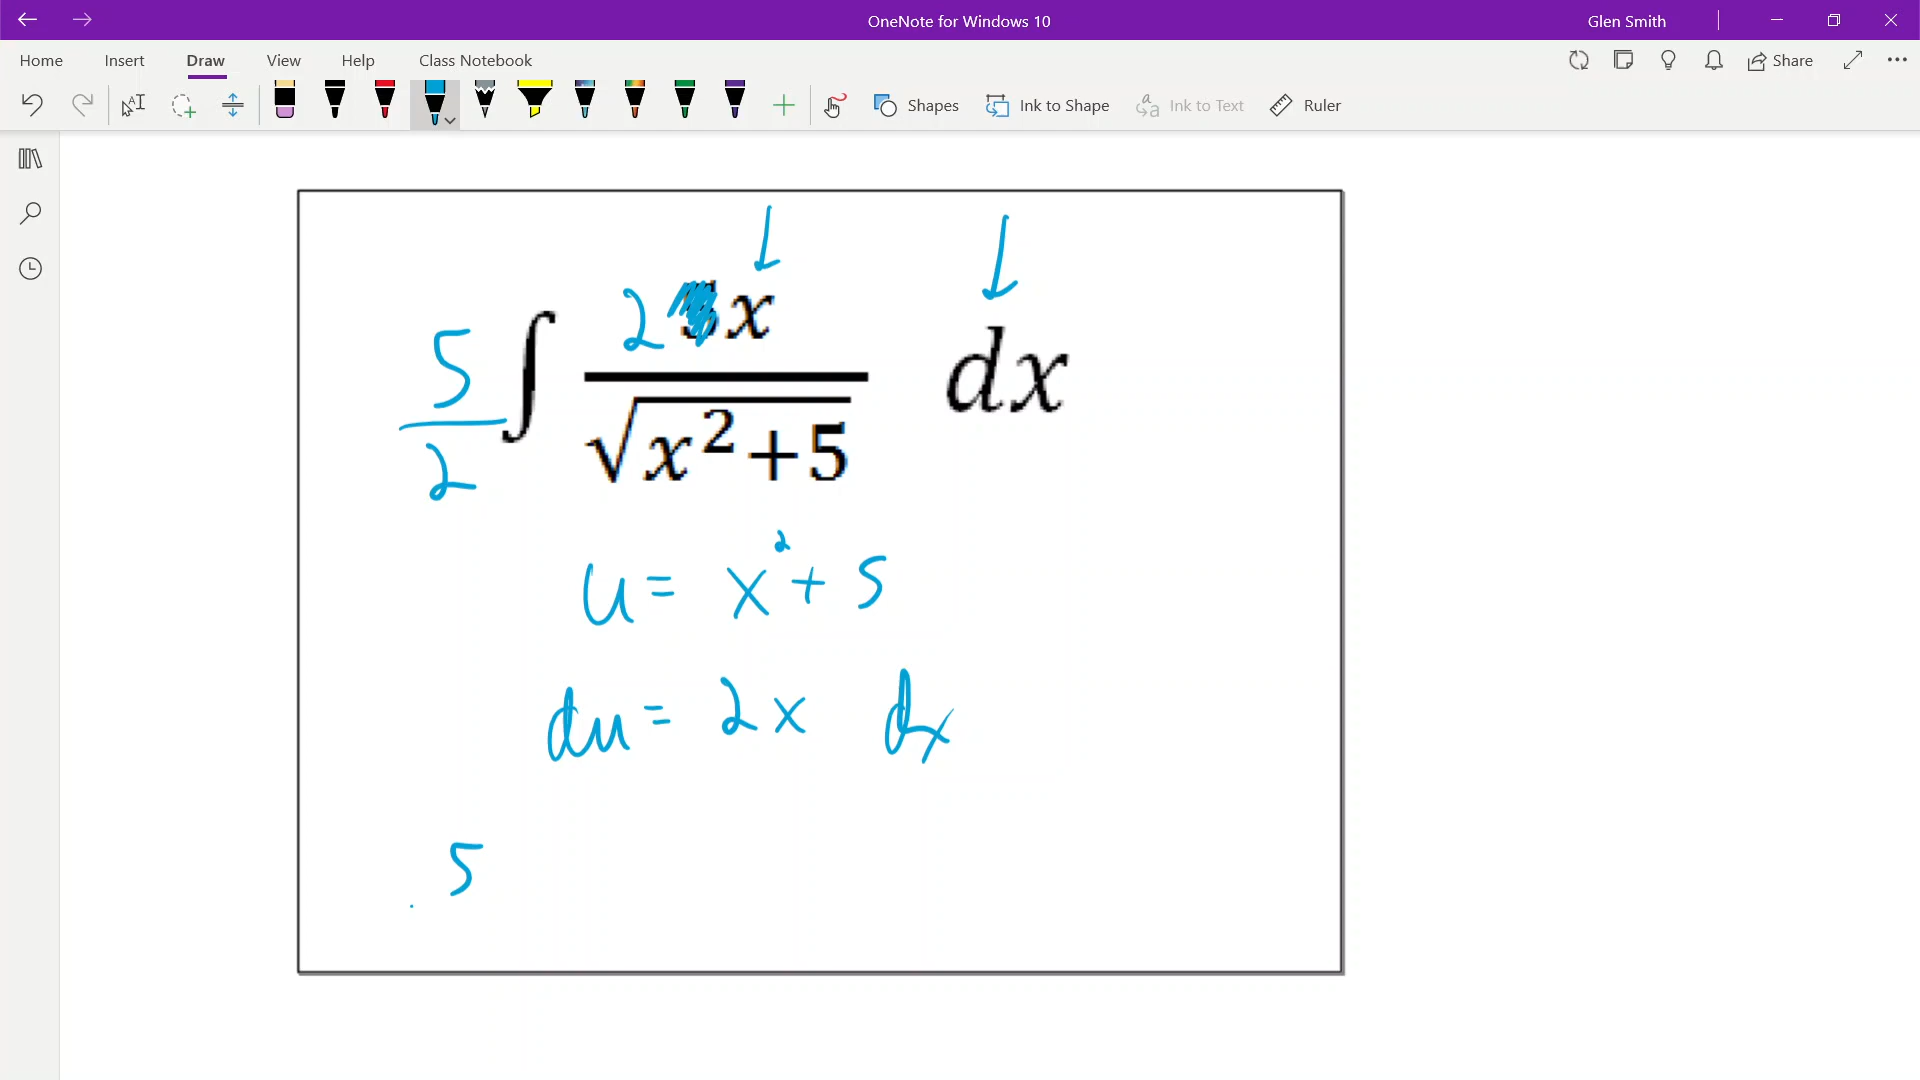 OneNote for Windows 10
Glen Smith
Home Insert Draw View Help Class Notebook
Share
Shapes Ink to Shape Ink to Text Ruler
5/2 ∫ 2x/√(x²+5) dx
u = x² + 5
du = 2x dx
5